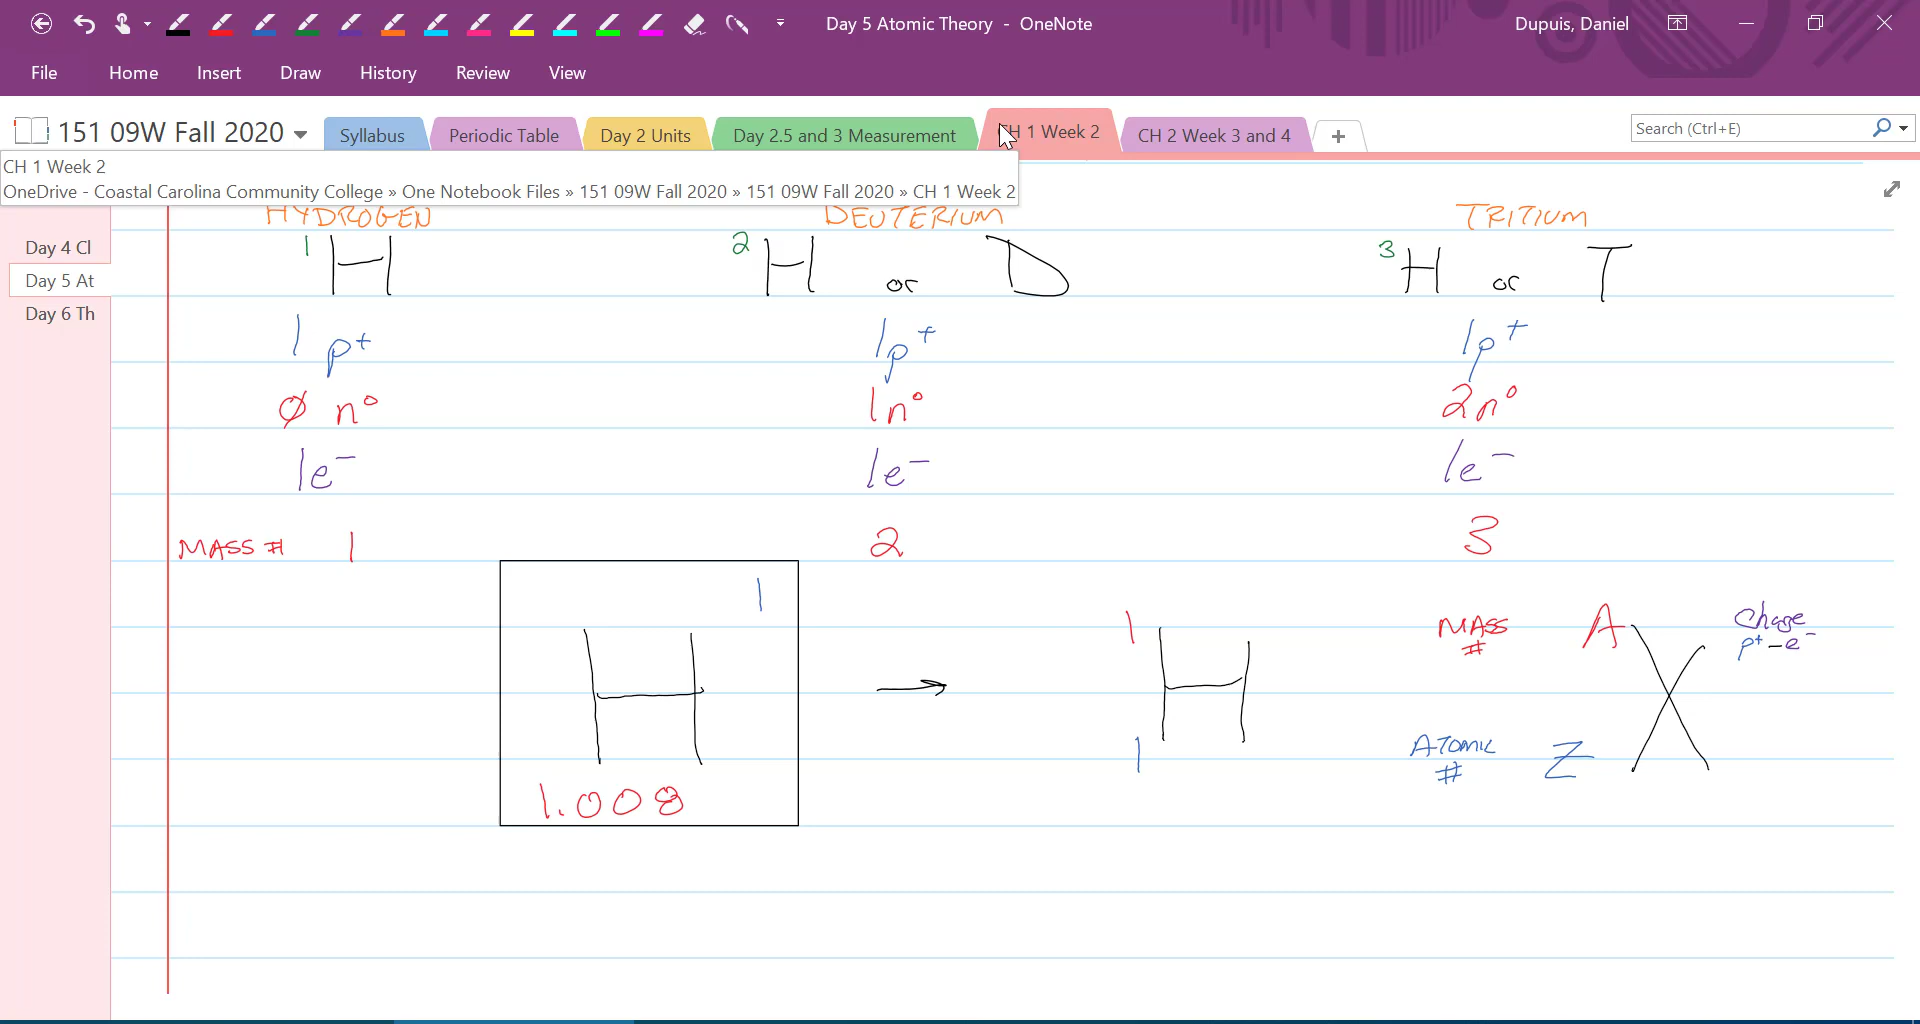 Day 5 Atomic Theory - OneNote
Dupuis, Daniel
File Home Insert Draw History Review View
151 09W Fall 2020
Syllabus
Periodic Table
Day 2 Units
Day 2.5 and 3 Measurement
CH 1 Week 2
CH 2 Week 3 and 4
+
Search (Ctrl+E)
CH 1 Week 2
OneDrive - Coastal Carolina Community College » One Notebook Files » 151 09W Fall 2020 » 151 09W Fall 2020 » CH 1 Week 2
Day 4 Cl
Day 5 At
Day 6 Th
HYDROGEN DEUTERIUM TRITIUM
¹H ²H or D ³H or T
1 p⁺ 1p⁺ 1p⁺
0 n⁰ 1n⁰ 2n⁰
1e⁻ 1e⁻ 1e⁻
MASS # 1 2 3
1
H
1.008
→
1
H
1
MASS
#
A
X
Charge
p⁺-e⁻
ATOMIC
#
Z